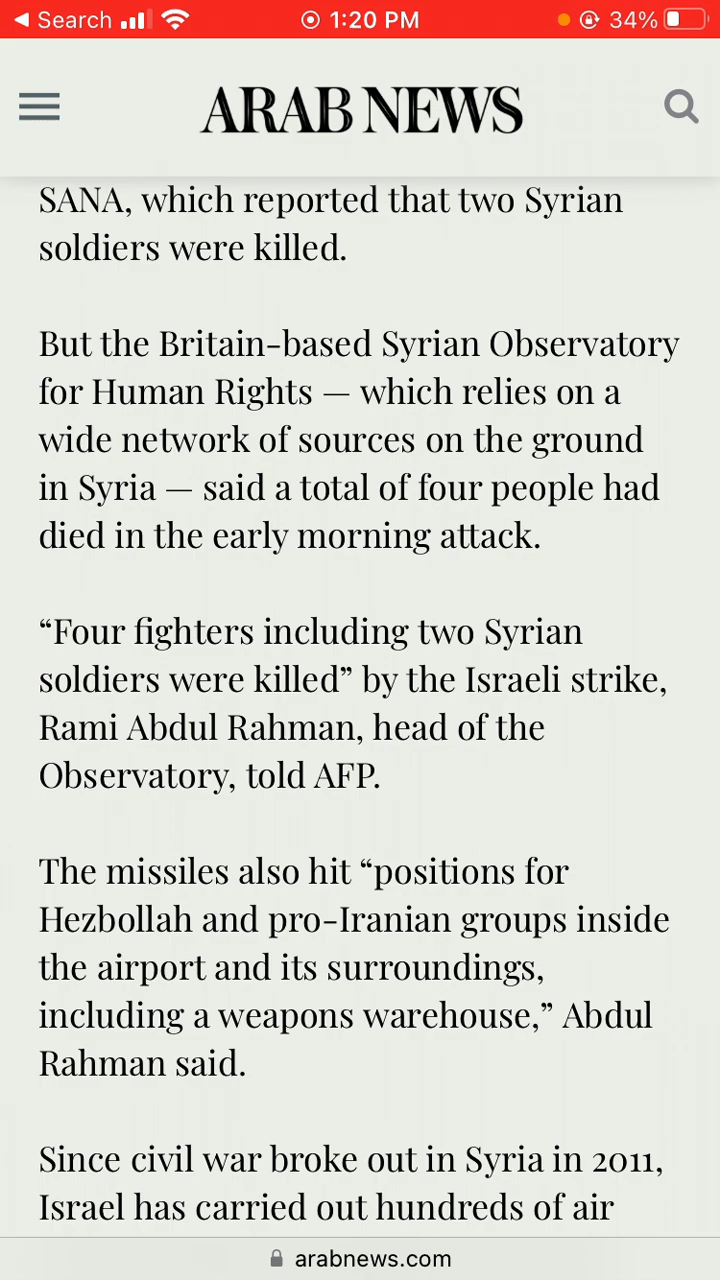 Search 1:20 PM 34%
ARAB NEWS
SANA, which reported that two Syrian
soldiers were killed.
But the Britain-based Syrian Observatory
for Human Rights — which relies on a
wide network of sources on the ground
in Syria — said a total of four people had
died in the early morning attack.
“Four fighters including two Syrian
soldiers were killed” by the Israeli strike,
Rami Abdul Rahman, head of the
Observatory, told AFP.
The missiles also hit “positions for
Hezbollah and pro-Iranian groups inside
the airport and its surroundings,
including a weapons warehouse,” Abdul
Rahman said.
Since civil war broke out in Syria in 2011,
Israel has carried out hundreds of air
arabnews.com